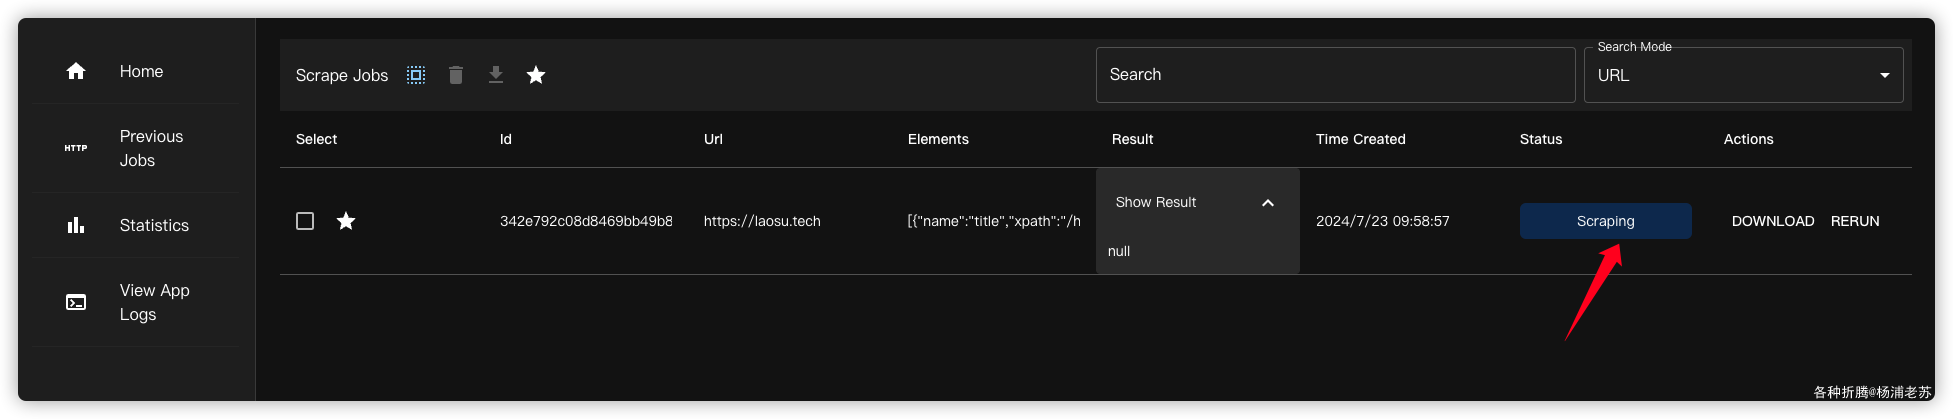 Home
Previous
Jobs
Statistics
View App
Logs
HTTP
Scrape Jobs
Search
Search Mode
URL
Select Id Url Elements Result Time Created Status Actions
342e792c08d8469bb49b8 https://laosu.tech [{"name":"title","xpath":"/h Show Result 2024/7/23 09:58:57 Scraping DOWNLOAD RERUN
null
各种折腾@杨浦老苏